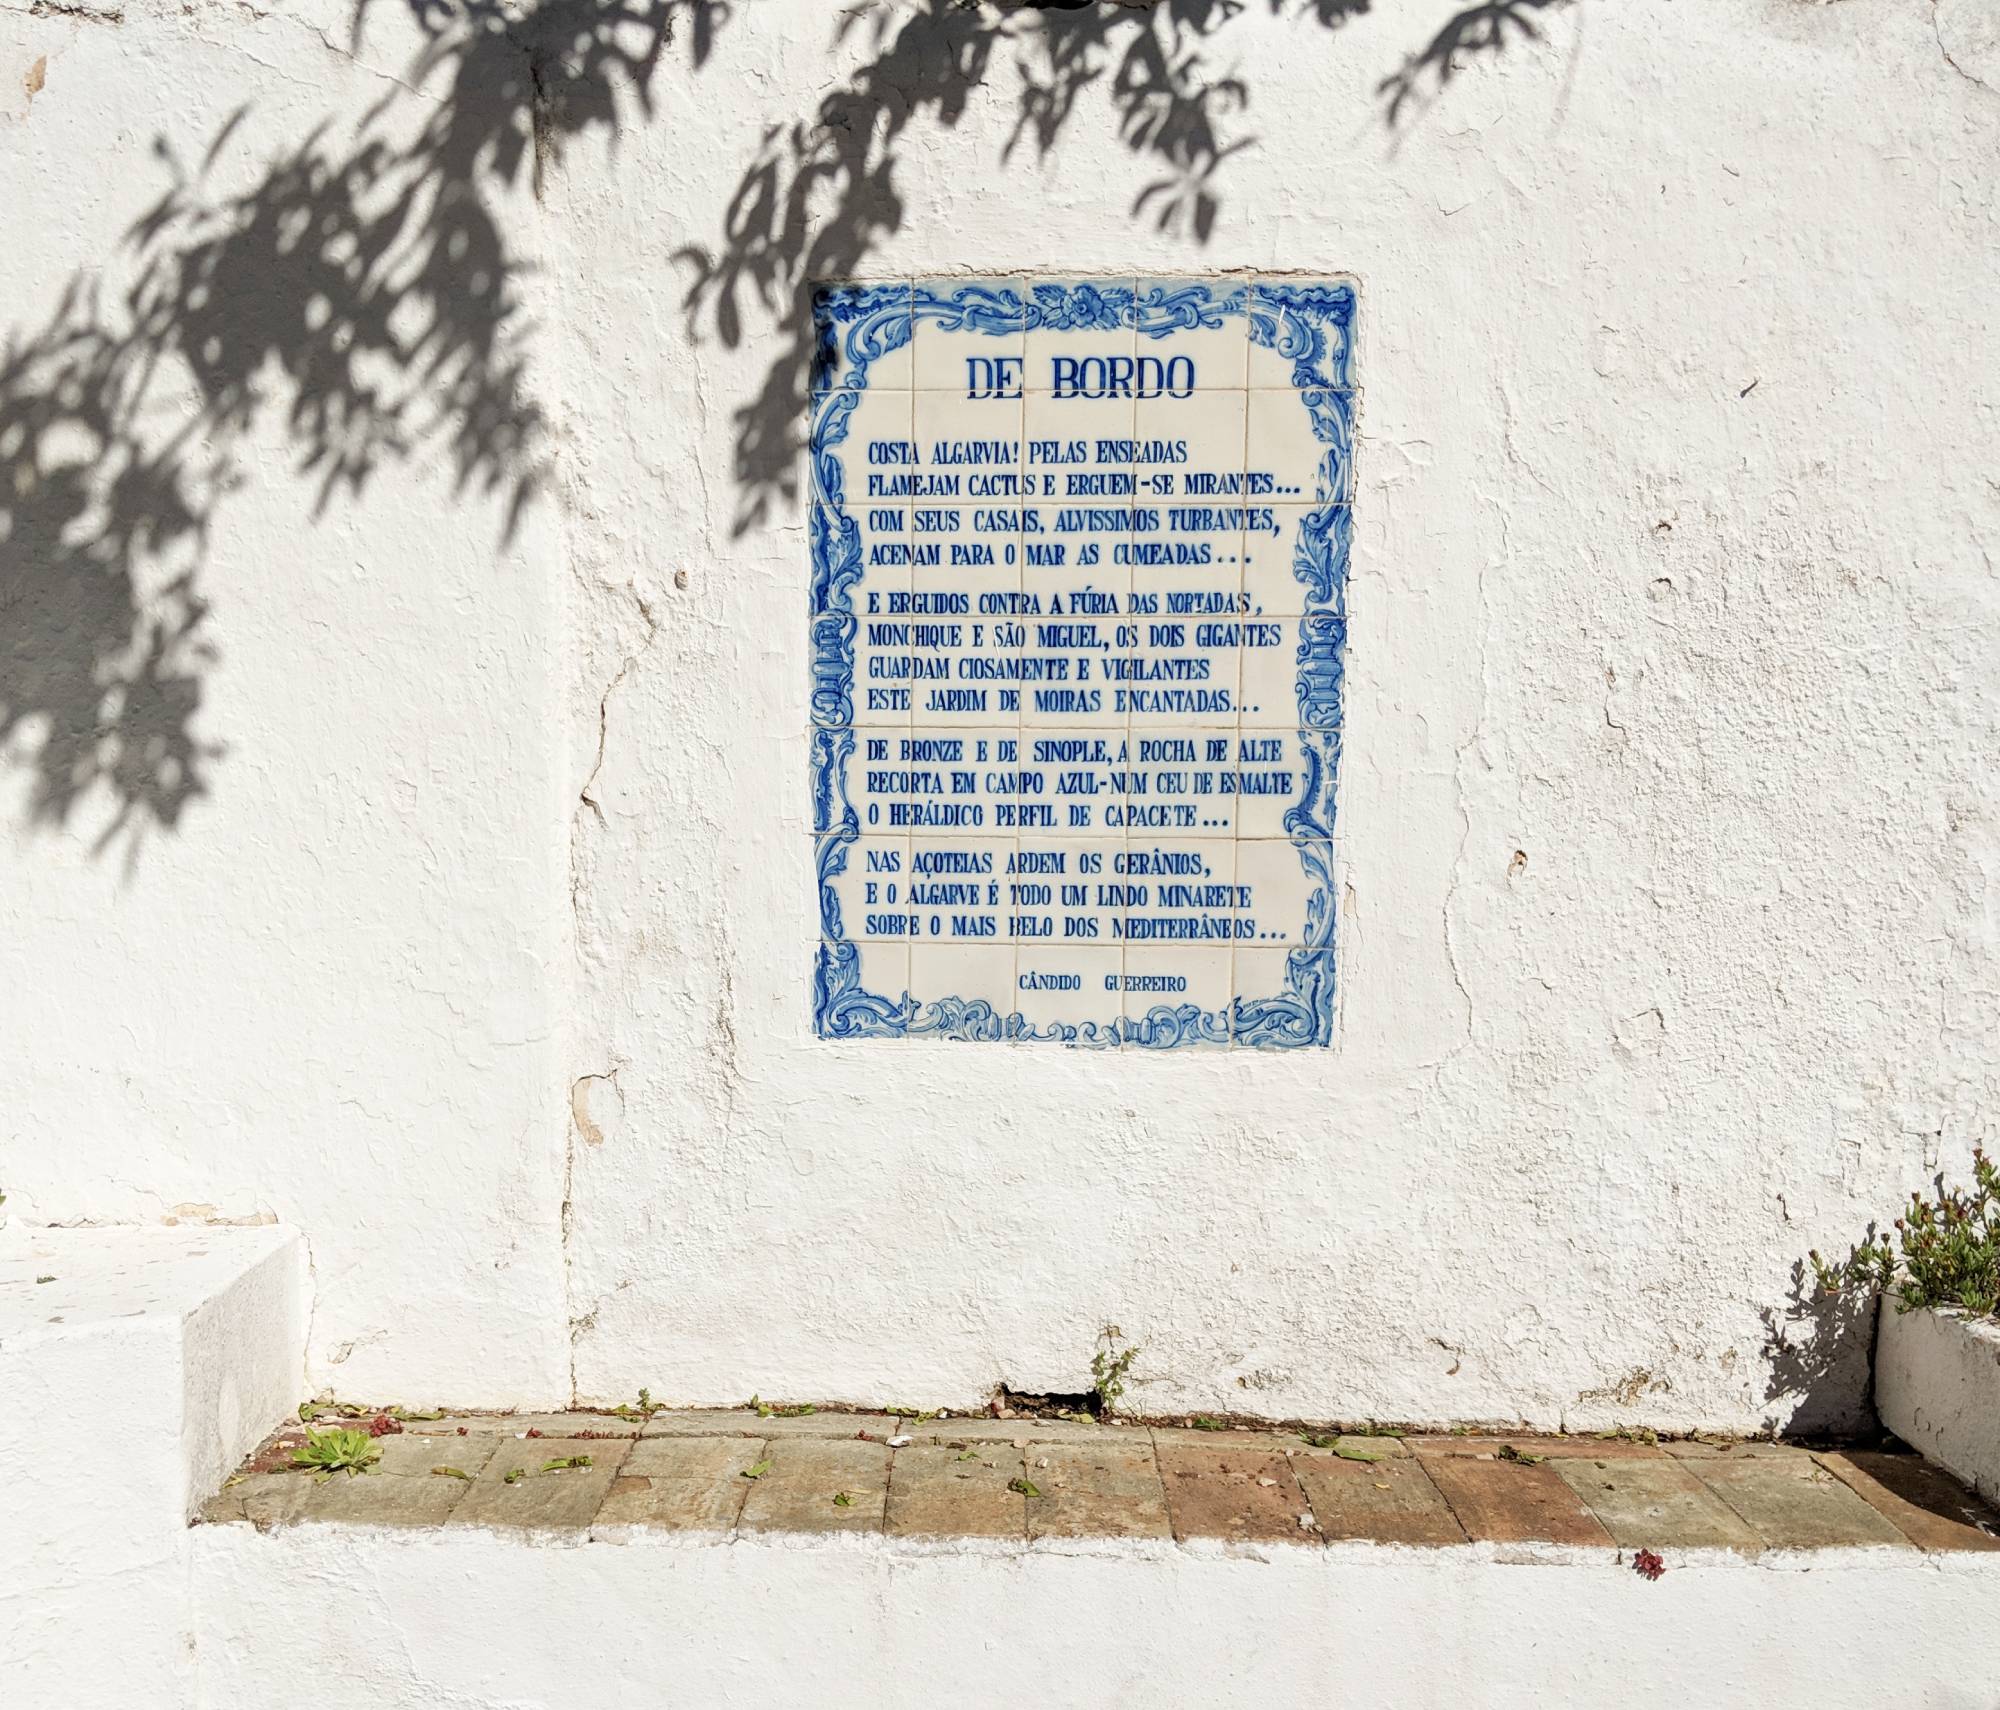 DE BORDO
COSTA ALGARVIA! PELAS ENSEADAS
FLAMEJAM CACTUS E ERGUEM-SE MIRANTES...
COM SEUS CASAIS, ALVISSIMOS TURBANTES,
ACENAM PARA O MAR AS CUMEADAS...
E ERGUIDOS CONTRA A FÚRIA DAS NORTADAS,
MONCHIQUE E SÃO MIGUEL, OS DOIS GIGANTES
GUARDAM CIOSAMENTE E VIGILANTES
ESTE JARDIM DE MOIRAS ENCANTADAS...
DE BRONZE E DE SINOPLE, A ROCHA DE ALTE
RECORTA EM CAMPO AZUL-NUM CEU DE ESMALTE
O HERÁLDICO PERFIL DE CAPACETE...
NAS AÇOTEIAS ARDEM OS GERÂNIOS,
E O ALGARVE É TODO UM LINDO MINARETE
SOBRE O MAIS BELO DOS MEDITERRÂNEOS...
CÂNDIDO GUERREIRO